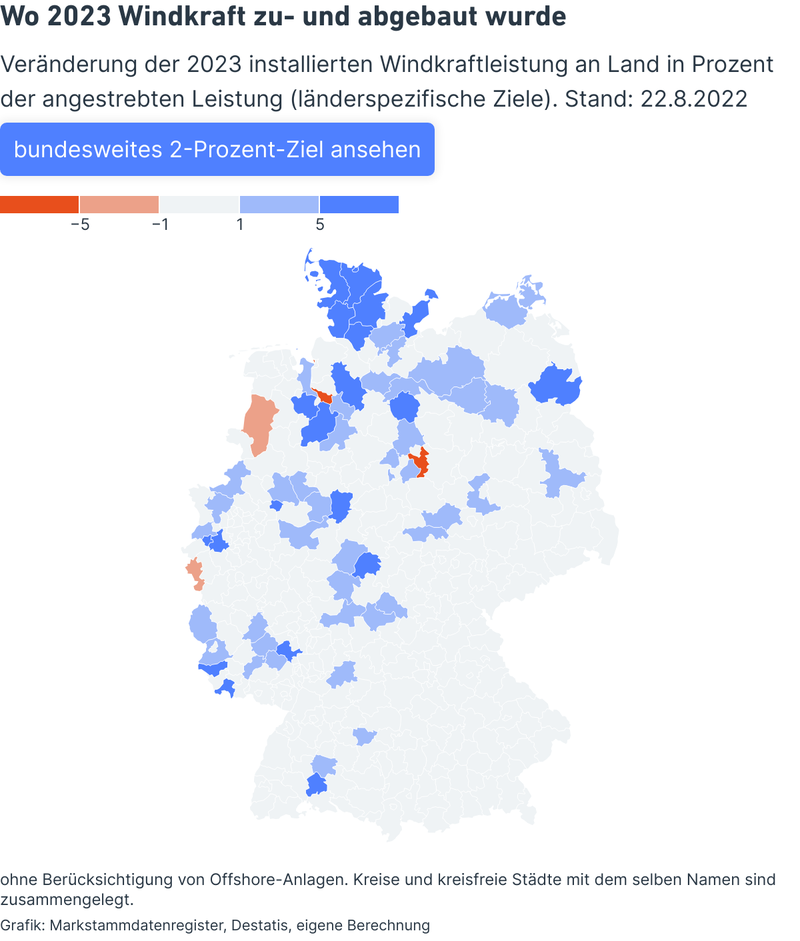 Wo 2023 Windkraft zu- und abgebaut wurde
Veränderung der 2023 installierten Windkraftleistung an Land in Prozent
der angestrebten Leistung (länderspezifische Ziele). Stand: 22.8.2022
bundesweites 2-Prozent-Ziel ansehen
−5 −1 1 5
ohne Berücksichtigung von Offshore-Anlagen. Kreise und kreisfreie Städte mit dem selben Namen sind
zusammengelegt.
Grafik: Markstammdatenregister, Destatis, eigene Berechnung